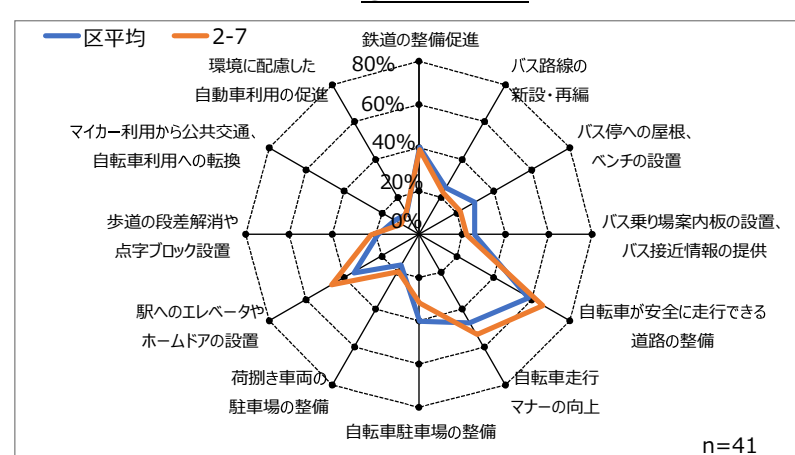 区平均
2-7
鉄道の整備促進
バス路線の
新設・再編
バス停への屋根、
ベンチの設置
バス乗り場案内板の設置、
バス接近情報の提供
自転車が安全に走行できる
道路の整備
自転車走行
マナーの向上
自転車駐車場の整備
荷捌き車両の
駐車場の整備
駅へのエレベータや
ホームドアの設置
歩道の段差解消や
点字ブロック設置
マイカー利用から公共交通、
自転車利用への転換
環境に配慮した
自動車利用の促進
80%
60%
40%
20%
0%
n=41